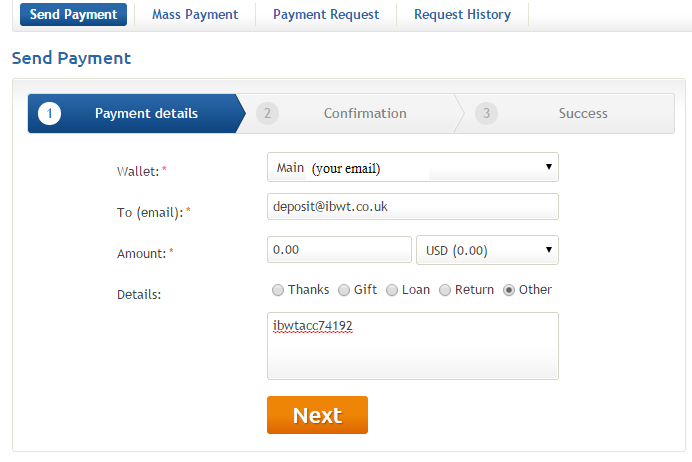 Send Payment Mass Payment Payment Request Request History
Send Payment
1 Payment details 2 Confirmation 3 Success
Wallet: * Main (your email)
To (email): * deposit@ibwt.co.uk
Amount: * 0.00 USD (0.00)
Details: Thanks Gift Loan Return Other
ibwtacc74192
Next